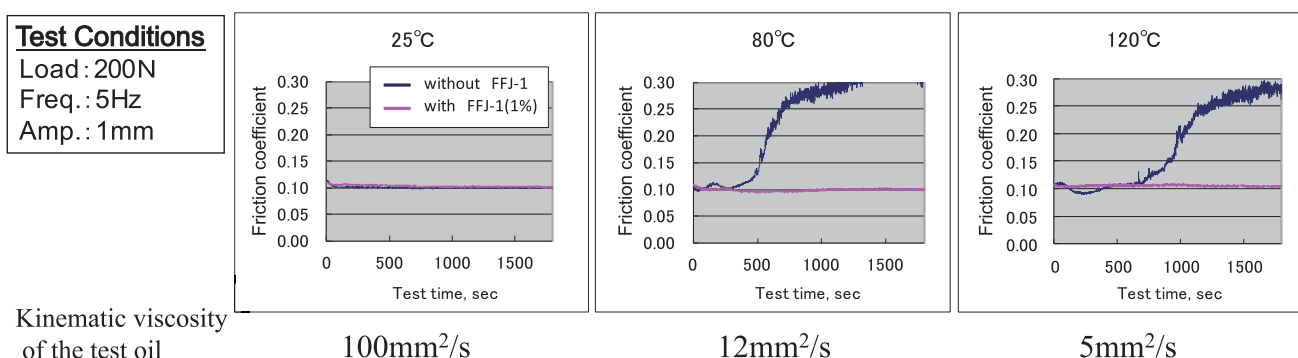 Test Conditions
Load:200N
Freq.:5Hz
Amp.:1mm
25℃
Friction coefficient
0.30
0.25
0.20
0.15
0.10
0.05
0.00
without FFJ-1
with FFJ-1(1%)
0 500 1000 1500
Test time, sec
80℃
Friction coefficient
0.30
0.25
0.20
0.15
0.10
0.05
0.00
0 500 1000 1500
Test time, sec
120℃
Friction coefficient
0.30
0.25
0.20
0.15
0.10
0.05
0.00
0 500 1000 1500
Test time, sec
Kinematic viscosity
of the test oil
100mm²/s 12mm²/s 5mm²/s